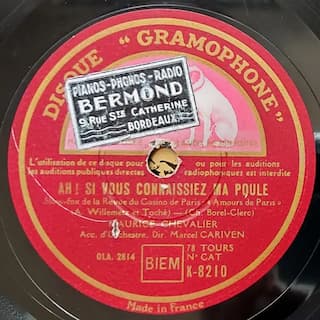 DISQUE "GRAMOPHONE"
PIANOS-PHONOS-RADIO
BERMOND
9 RUE STE CATHERINE
BORDEAUX
L'utilisation de ce disque pour ou pour les auditions
les auditions publiques directes radiophoniques est interdite
AH! SI VOUS CONNAISSIEZ MA POULE
Slow-fox de la Revue du Casino de Paris: «Amours de Paris»
A. Willemetz et Toché) — (Ch. Borel-Clerc)
MAURICE CHEVALIER
Acc. d'Orchestre. Dir. Marcel CARIVEN
OLA. 2814
BIEM
78 TOURS
N° CAT
K-8210
Made in France